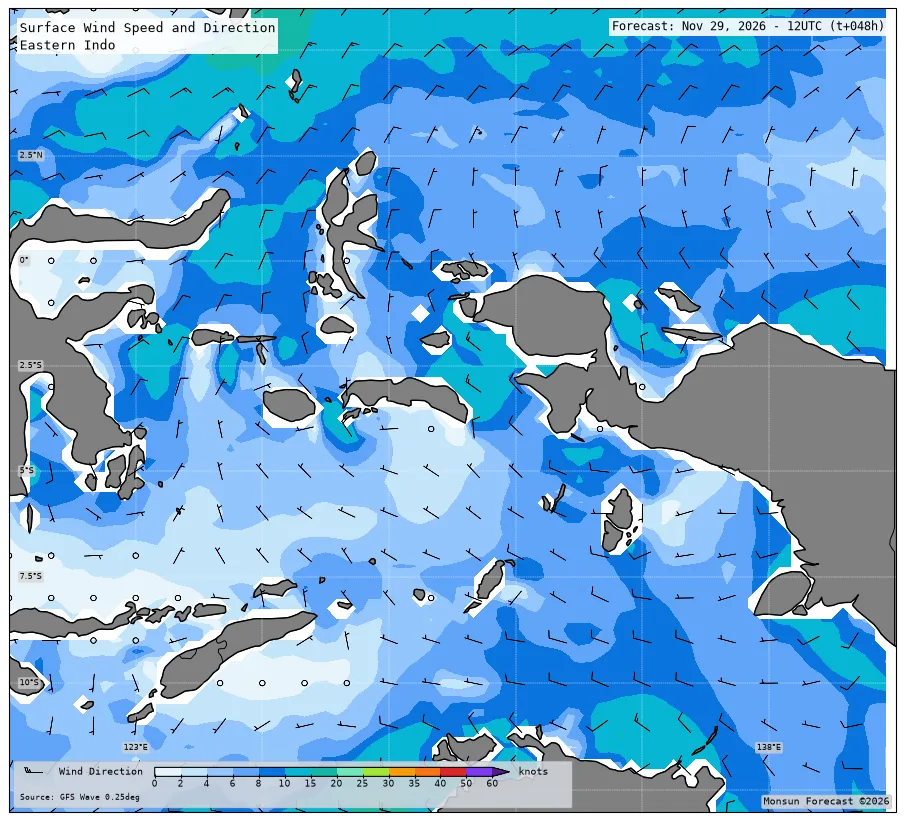 Surface Wind Speed and Direction
Eastern Indo
Forecast: Nov 29, 2026 - 12UTC (t+048h)
2.5°N
0°
2.5°S
5°S
7.5°S
10°S
123°E
138°E
Wind Direction
knots
0 2 4 6 8 10 15 20 25 30 35 40 50 60
Source: GFS Wave 0.25deg
Monsun Forecast ©2026